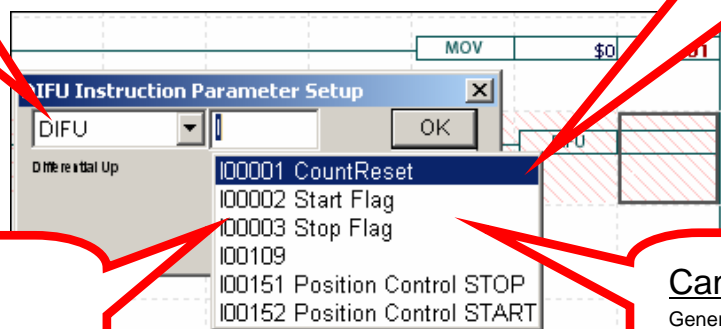 MOV $0
DIFU Instruction Parameter Setup
DIFU I OK
Differential Up
I00001 CountReset
I00002 Start Flag
I00003 Stop Flag
I00109
I00151 Position Control STOP
I00152 Position Control START